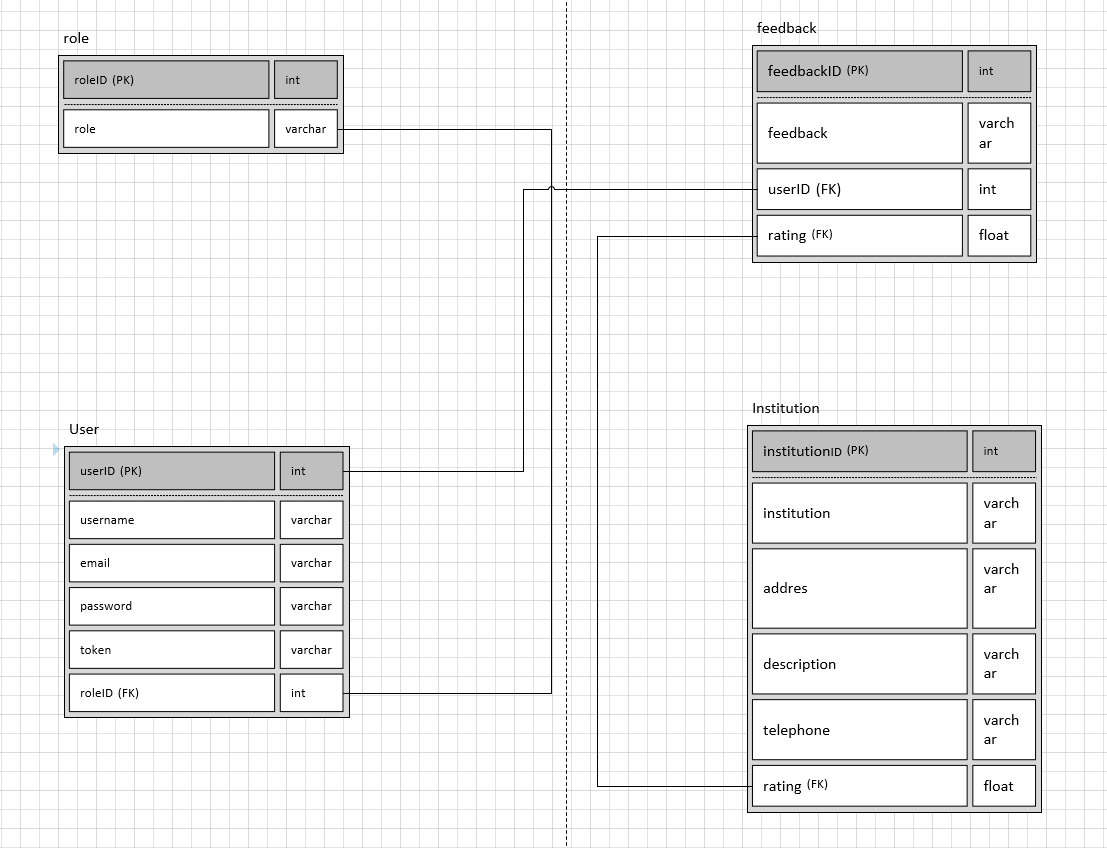 role
roleID (PK) int
role varchar
User
userID (PK) int
username varchar
email varchar
password varchar
token varchar
roleID (FK) int
feedback
feedbackID (PK) int
feedback varch
ar
userID (FK) int
rating (FK) float
Institution
institutionID (PK) int
institution varch
ar
addres varch
ar
description varch
ar
telephone varch
ar
rating (FK) float